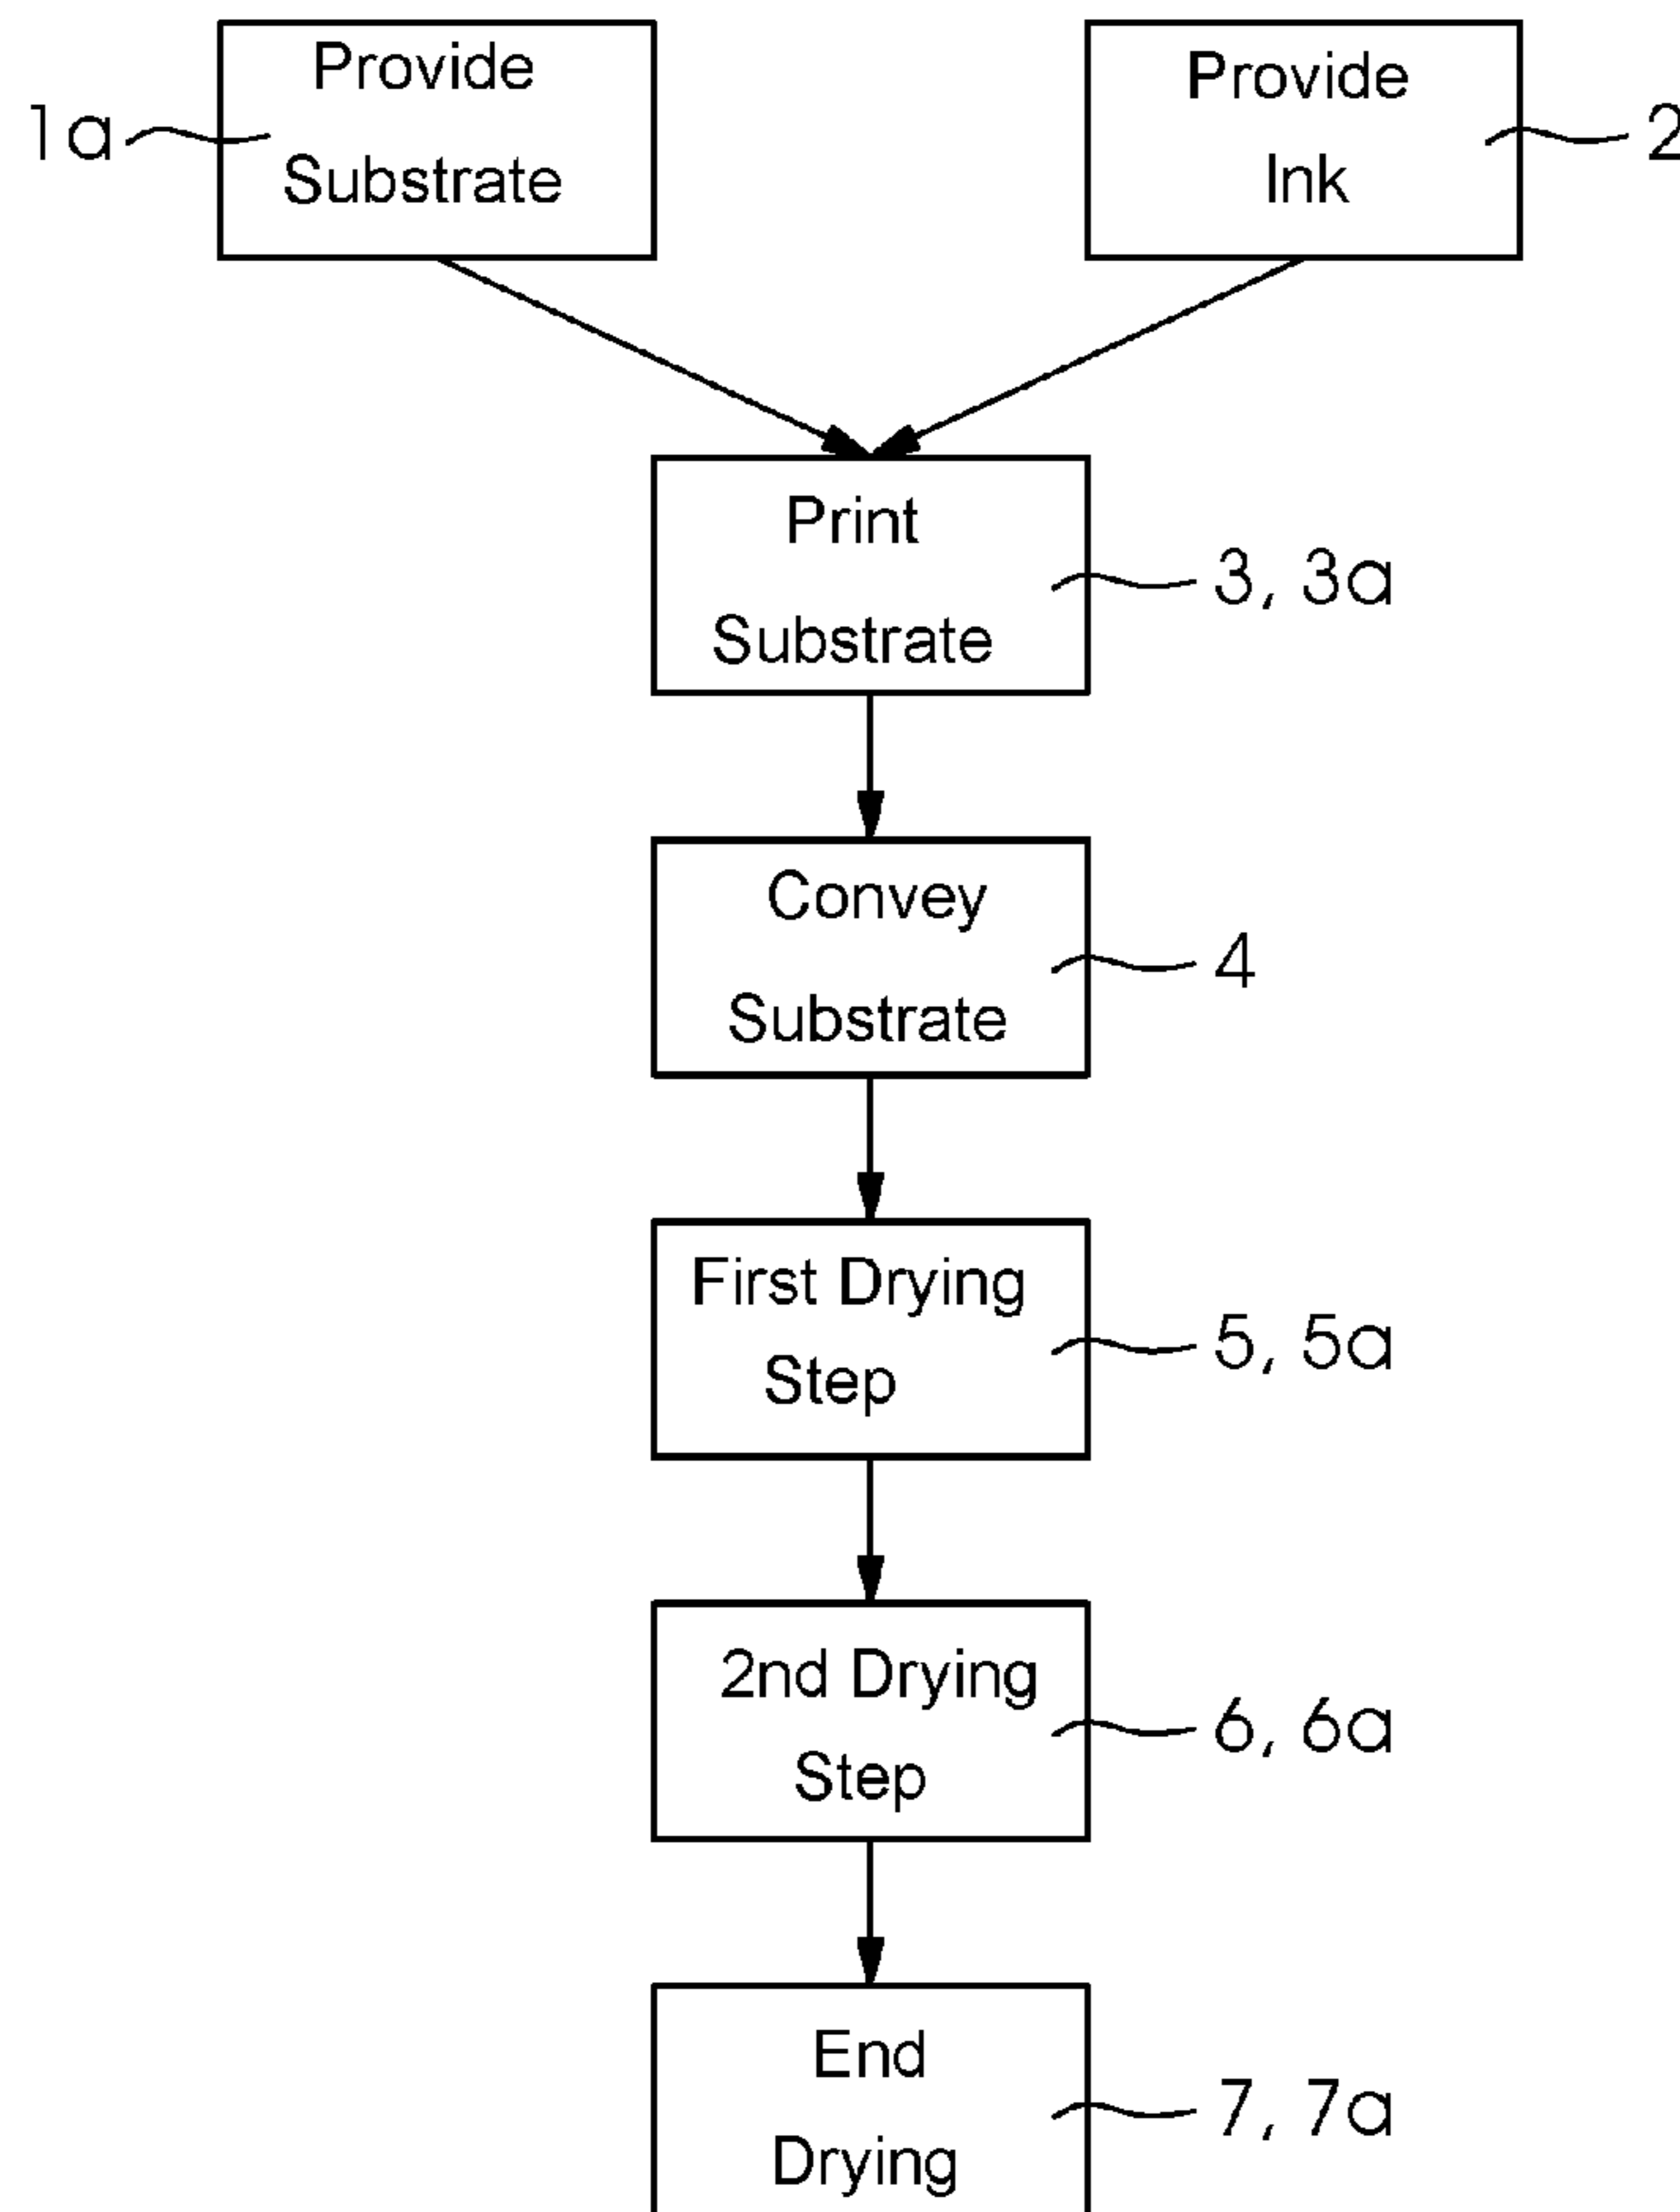 Provide
Substrate
1a
Provide
Ink
2
Print
Substrate
3, 3a
Convey
Substrate
4
First Drying
Step
5, 5a
2nd Drying
Step
6, 6a
End
Drying
7, 7a